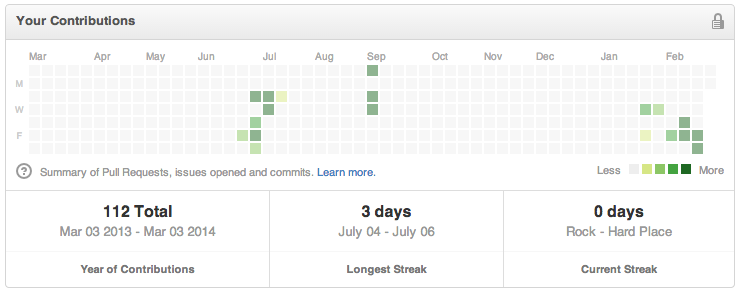 Your Contributions
Mar Apr May Jun Jul Aug Sep Oct Nov Dec Jan Feb
M
W
F
? Summary of Pull Requests, issues opened and commits. Learn more. Less More
112 Total 3 days 0 days
Mar 03 2013 - Mar 03 2014 July 04 - July 06 Rock - Hard Place
Year of Contributions Longest Streak Current Streak